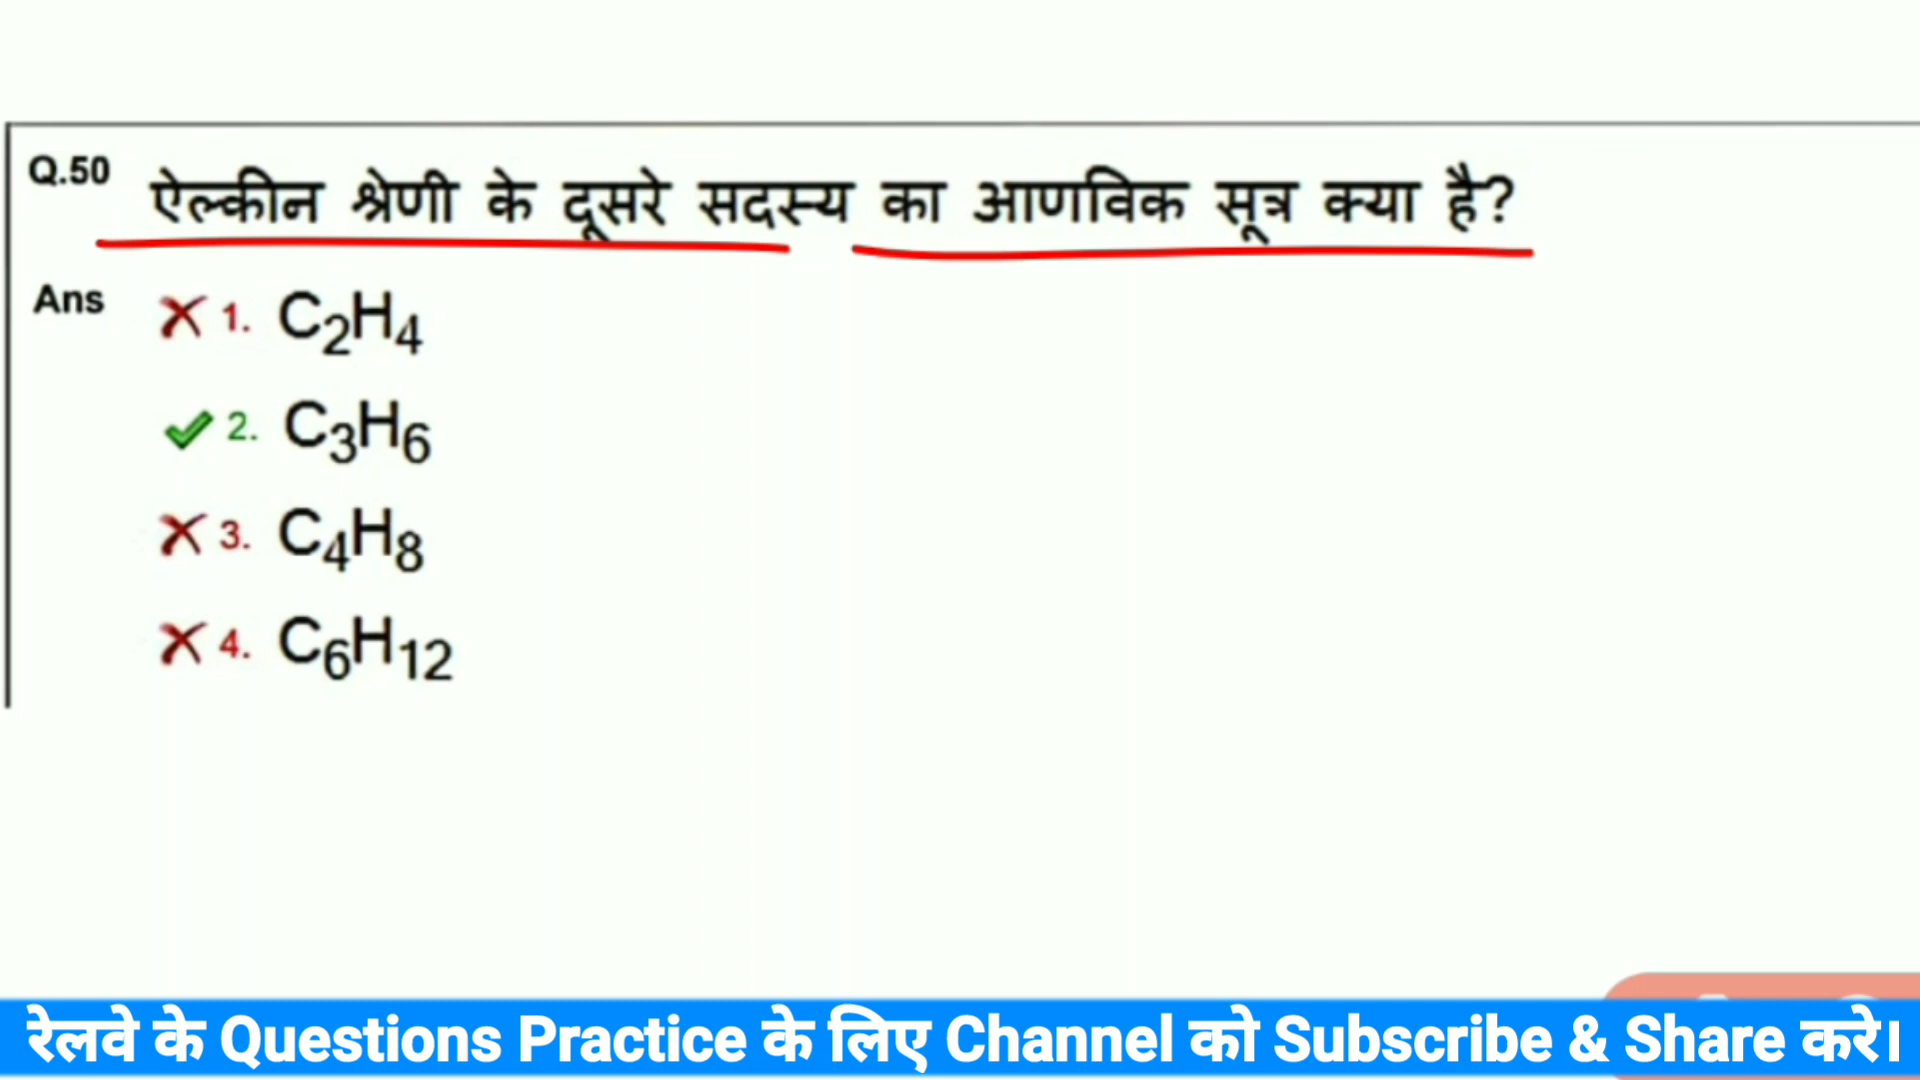 Q.50 ऐल्कीन श्रेणी के दूसरे सदस्य का आणविक सूत्र क्या है?
Ans 1. C₂H₄
2. C₃H₆
3. C₄H₈
4. C₆H₁₂
रेलवे के Questions Practice के लिए Channel को Subscribe & Share करे।